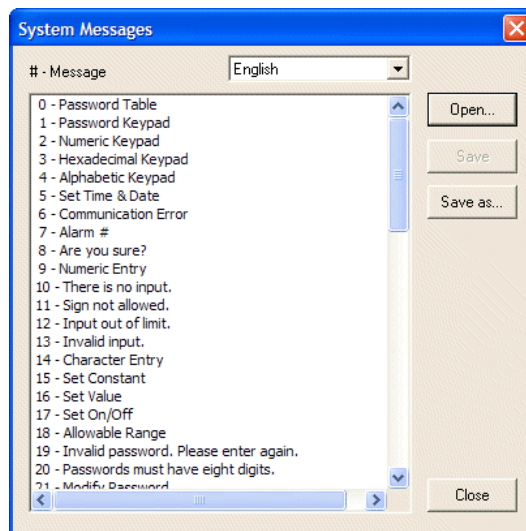 System Messages
# - Message
English
0 - Password Table
1 - Password Keypad
2 - Numeric Keypad
3 - Hexadecimal Keypad
4 - Alphabetic Keypad
5 - Set Time & Date
6 - Communication Error
7 - Alarm #
8 - Are you sure?
9 - Numeric Entry
10 - There is no input.
11 - Sign not allowed.
12 - Input out of limit.
13 - Invalid input.
14 - Character Entry
15 - Set Constant
16 - Set Value
17 - Set On/Off
18 - Allowable Range
19 - Invalid password. Please enter again.
20 - Passwords must have eight digits.
21 - Modify Password
Open...
Save
Save as...
Close